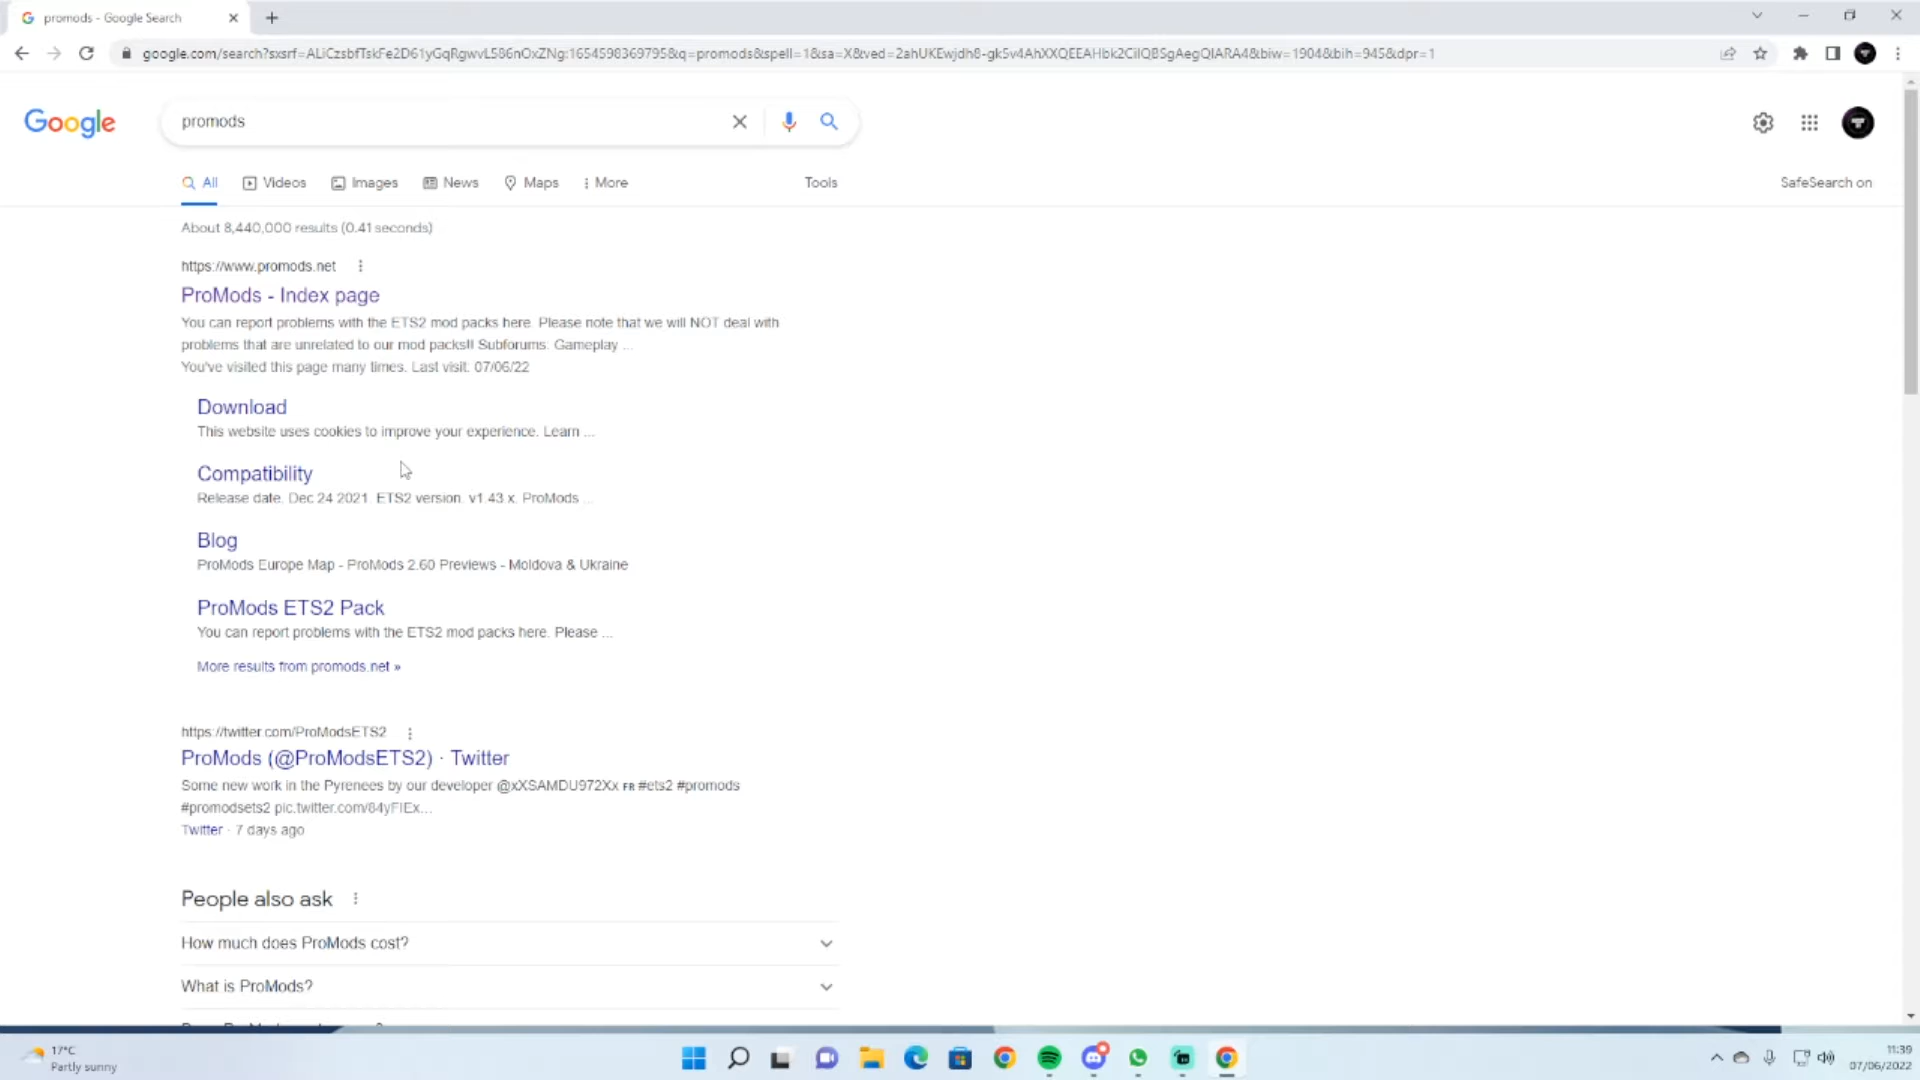 promods - Google Search
google.com/search?sxsrf=ALiCzsbfTskFe2D61yGqRgwvL586nOxZNg:1654598369795&q=promods&spell=1&sa=X&ved=2ahUKEwjdh8-gk5v4AhXXQEEAHbk2CiIQBSgAegQIARA4&biw=1904&bih=945&dpr=1
Google
promods
All
Videos
Images
News
Maps
More
Tools
SafeSearch on
About 8,440,000 results (0.41 seconds)
https://www.promods.net
ProMods - Index page
You can report problems with the ETS2 mod packs here. Please note that we will NOT deal with
problems that are unrelated to our mod packs!! Subforums: Gameplay ...
You've visited this page many times. Last visit: 07/06/22
Download
This website uses cookies to improve your experience. Learn ...
Compatibility
Release date. Dec 24 2021. ETS2 version. v1.43.x. ProMods ...
Blog
ProMods Europe Map - ProMods 2.60 Previews - Moldova & Ukraine
ProMods ETS2 Pack
You can report problems with the ETS2 mod packs here. Please ...
More results from promods.net »
https://twitter.com/ProModsETS2
ProMods (@ProModsETS2) · Twitter
Some new work in the Pyrenees by our developer @xXSAMDU972Xx FR #ets2 #promods
#promodsets2 pic.twitter.com/84yFIEx...
Twitter · 7 days ago
People also ask
How much does ProMods cost?
What is ProMods?
17°C
Partly sunny
11:39
07/06/2022